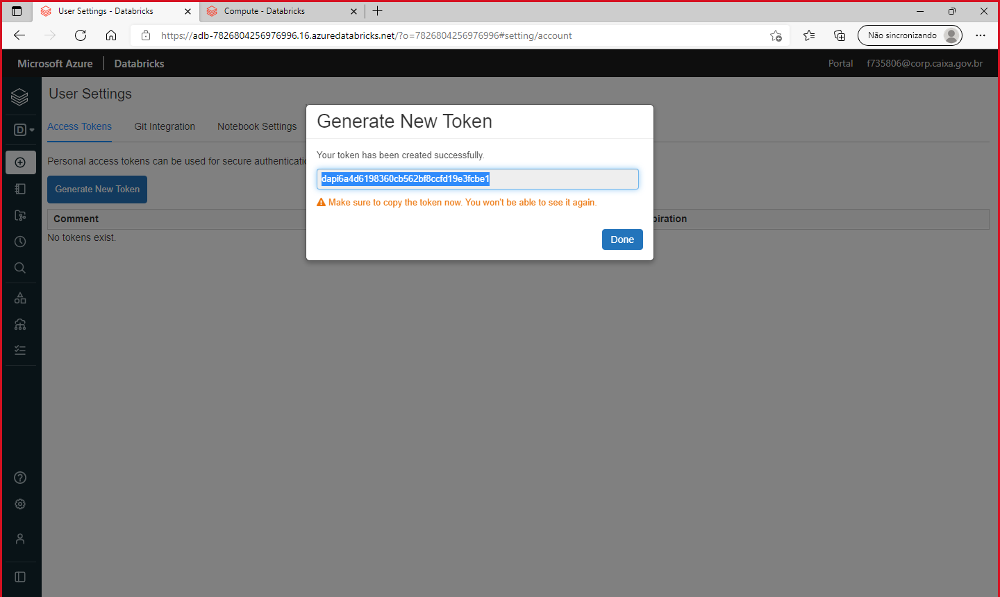 User Settings - Databricks
Compute - Databricks
https://adb-7826804256976996.16.azuredatabricks.net/?o=7826804256976996#setting/account
Não sincronizando
Microsoft Azure
Databricks
Portal
f735806@corp.caixa.gov.br
User Settings
D
Access Tokens
Git Integration
Notebook Settings
Personal access tokens can be used for secure authenticatio
Generate New Token
Comment
piration
No tokens exist.
Generate New Token
Your token has been created successfully.
dapi6a4d6198360cb562bf8ccfd19e3fcbe1
Make sure to copy the token now. You won't be able to see it again.
Done